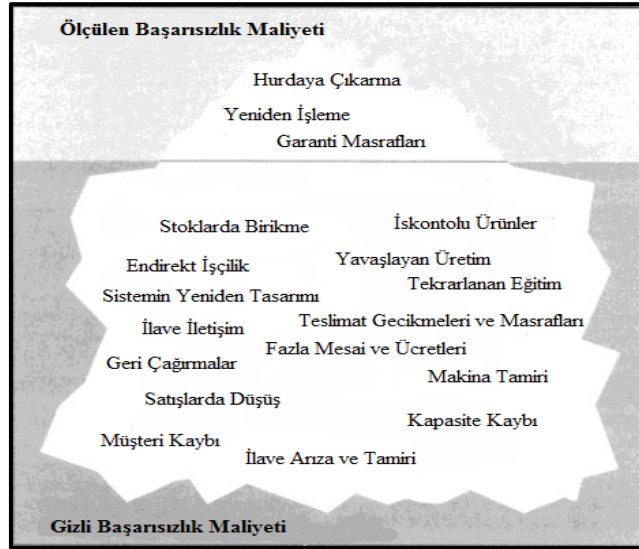 Ölçülen Başarısızlık Maliyeti
Hurdaya Çıkarma
Yeniden İşleme
Garanti Masrafları
Stoklarda Birikme
İskontolu Ürünler
Endirekt İşçilik
Yavaşlayan Üretim
Tekrarlanan Eğitim
Sistemin Yeniden Tasarımı
İlave İletişim
Teslimat Gecikmeleri ve Masrafları
Fazla Mesai ve Ücretleri
Geri Çağırmalar
Makina Tamiri
Satışlarda Düşüş
Kapasite Kaybı
Müşteri Kaybı
İlave Arıza ve Tamiri
Gizli Başarısızlık Maliyeti